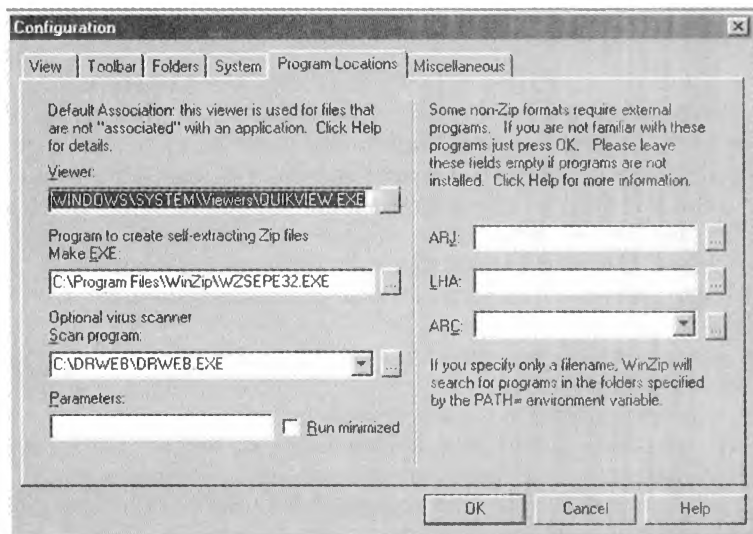 Configuration
View
Toolbar
Folders
System
Program Locations
Miscellaneous
Default Association: this viewer is used for files that
are not "associated" with an application. Click Help
for details.
Viewer:
WINDOWS\SYSTEM\Viewers\QUIKVIEW.EXE
...
Program to create self-extracting Zip files
Make EXE:
C:\Program Files\WinZip\WZSEPE32.EXE
...
Optional virus scanner
Scan program:
C:\DRWEB\DRWEB.EXE
...
Parameters:
Run minimized
Some non-Zip formats require external
programs. If you are not familiar with these
programs just press OK. Please leave
these fields empty if programs are not
installed. Click Help for more information.
ARJ:
...
LHA:
...
ARC:
...
If you specify only a filename, WinZip will
search for programs in the folders specified
by the PATH= environment variable.
OK
Cancel
Help